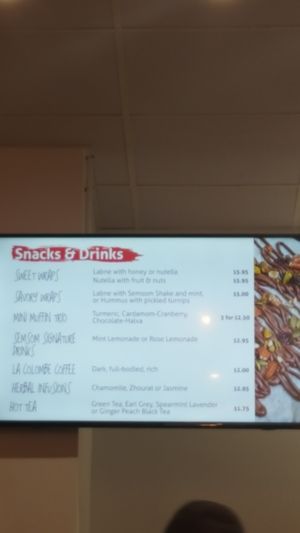 Snacks & Drinks
SWEET WRAPS Labne with honey or nutella $5.95
Nutella with fruit & nuts $5.95
SAVORY WRAPS Labne with Semsom Shake and mint, $5.00
or Hummus with pickled turnips
MINI MUFFIN TRIO Turmeric, Cardamom-Cranberry, 3 for $2.50
Chocolate-Halva
SEMSOM SIGNATURE Mint Lemonade or Rose Lemonade $2.95
DRINKS
LA COLOMBE COFFEE Dark, full-bodied, rich $2.00
HERBAL INFUSIONS Chamomille, Zhourat or Jasmine $2.85
HOT TEA Green Tea, Earl Grey, Spearmint Lavender $1.75
or Ginger Peach Black Tea